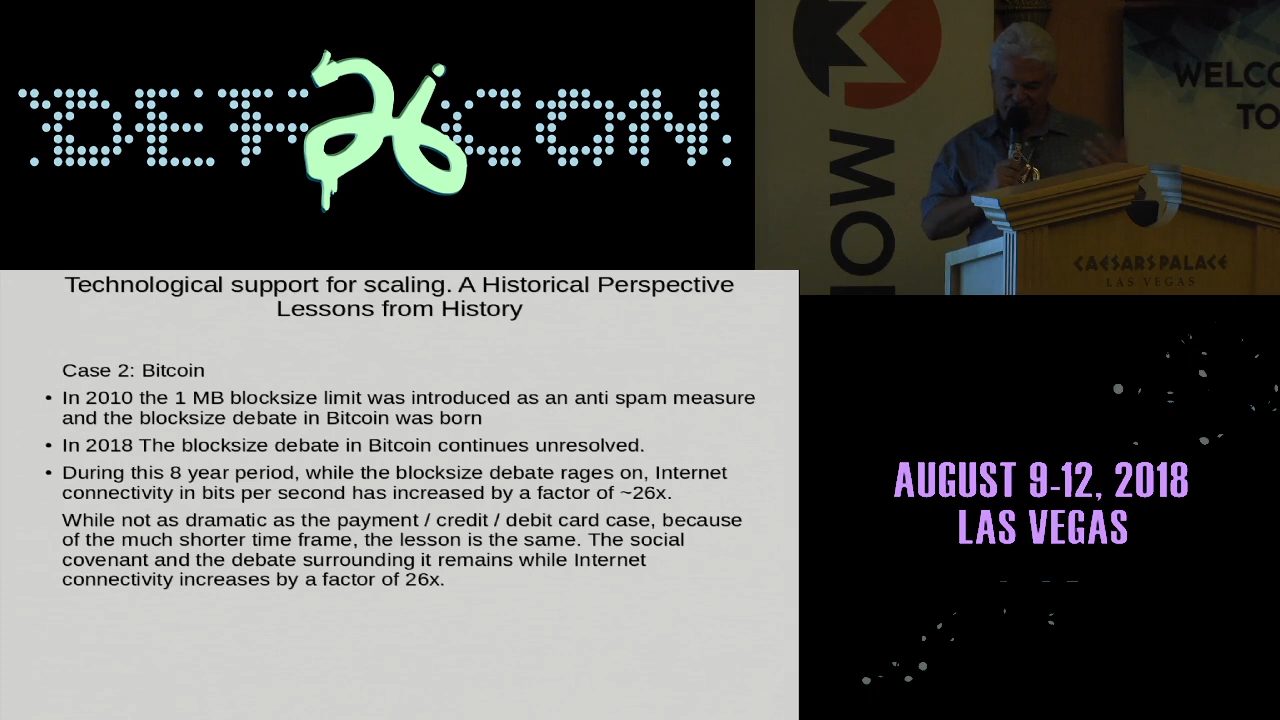 DEF 26 CON
WELCO
TO
MO
CAESARS PALACE
LAS VEGAS
Technological support for scaling. A Historical Perspective
Lessons from History
Case 2: Bitcoin
• In 2010 the 1 MB blocksize limit was introduced as an anti spam measure
and the blocksize debate in Bitcoin was born
• In 2018 The blocksize debate in Bitcoin continues unresolved.
• During this 8 year period, while the blocksize debate rages on, Internet
connectivity in bits per second has increased by a factor of ~26x.
While not as dramatic as the payment / credit / debit card case, because
of the much shorter time frame, the lesson is the same. The social
covenant and the debate surrounding it remains while Internet
connectivity increases by a factor of 26x.
AUGUST 9-12, 2018
LAS VEGAS